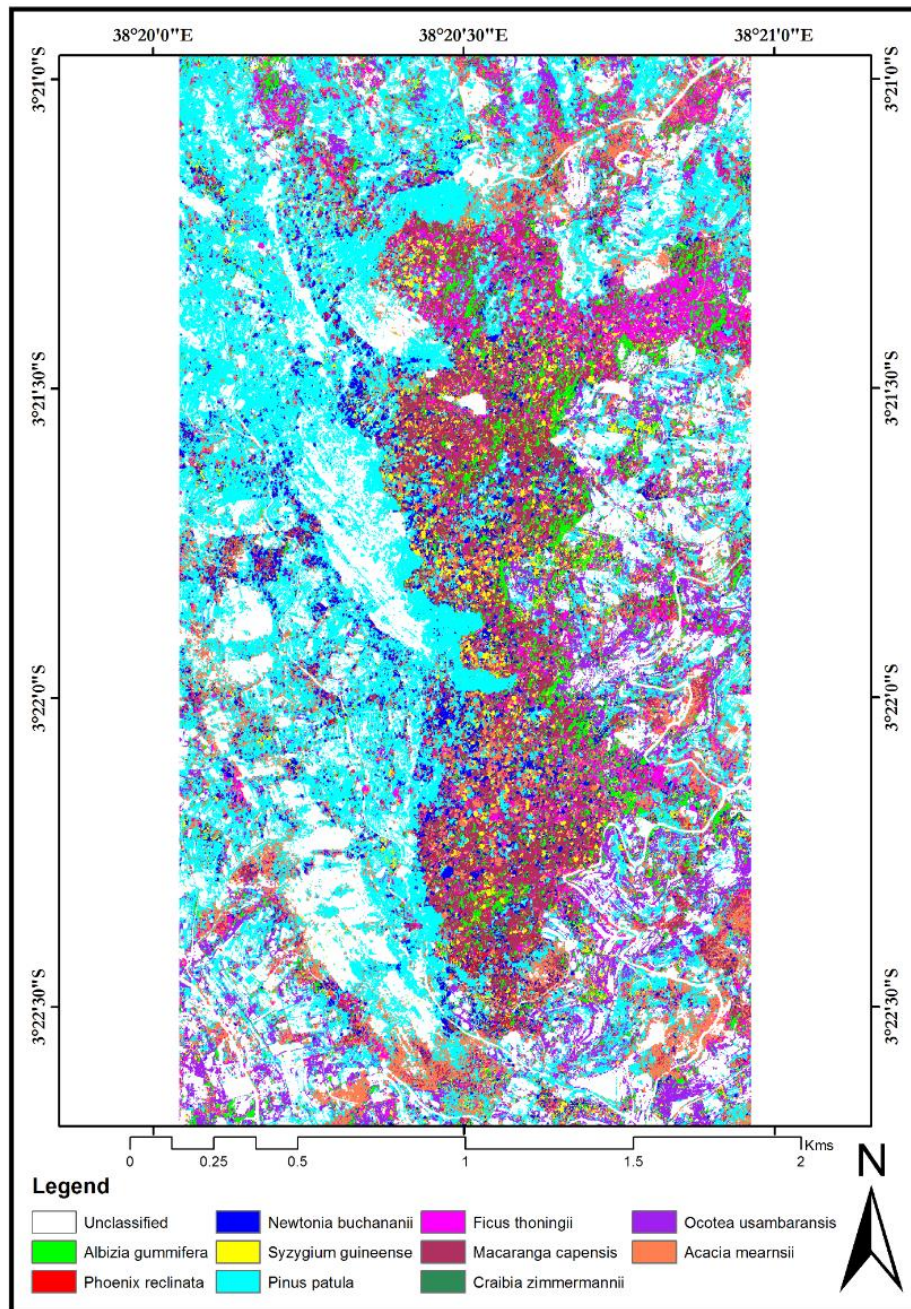 38°20'0"E 38°20'30"E 38°21'0"E
3°21'0"S 3°21'0"S
3°21'30"S 3°21'30"S
3°22'0"S 3°22'0"S
3°22'30"S 3°22'30"S
0 0.25 0.5 1 1.5 2 Kms
N
Legend
Unclassified Newtonia buchananii Ficus thoningii Ocotea usambaransis
Albizia gummifera Syzygium guineense Macaranga capensis Acacia mearnsii
Phoenix reclinata Pinus patula Craibia zimmermannii